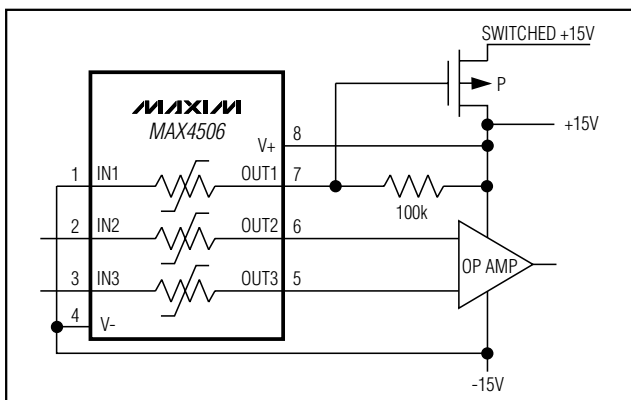 SWITCHED +15V
P
MAXIM
MAX4506
V+
8
+15V
1
IN1
OUT1
7
100k
2
IN2
OUT2
6
OP AMP
3
IN3
OUT3
5
4
V-
-15V